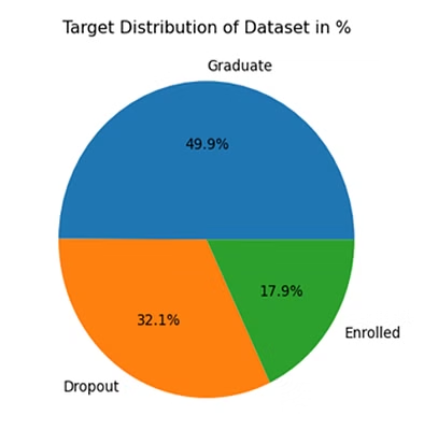 Target Distribution of Dataset in %
Graduate
49.9%
17.9%
32.1%
Enrolled
Dropout